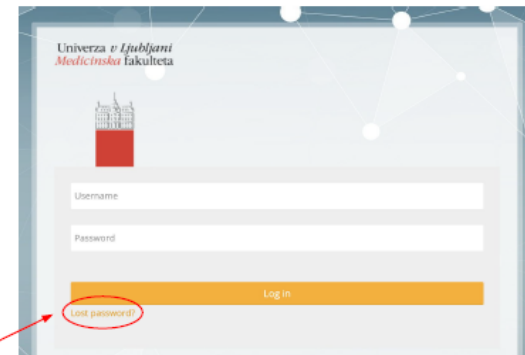 Univerza v Ljubljani
Medicinska fakulteta
Username
Password
Log in
Lost password?